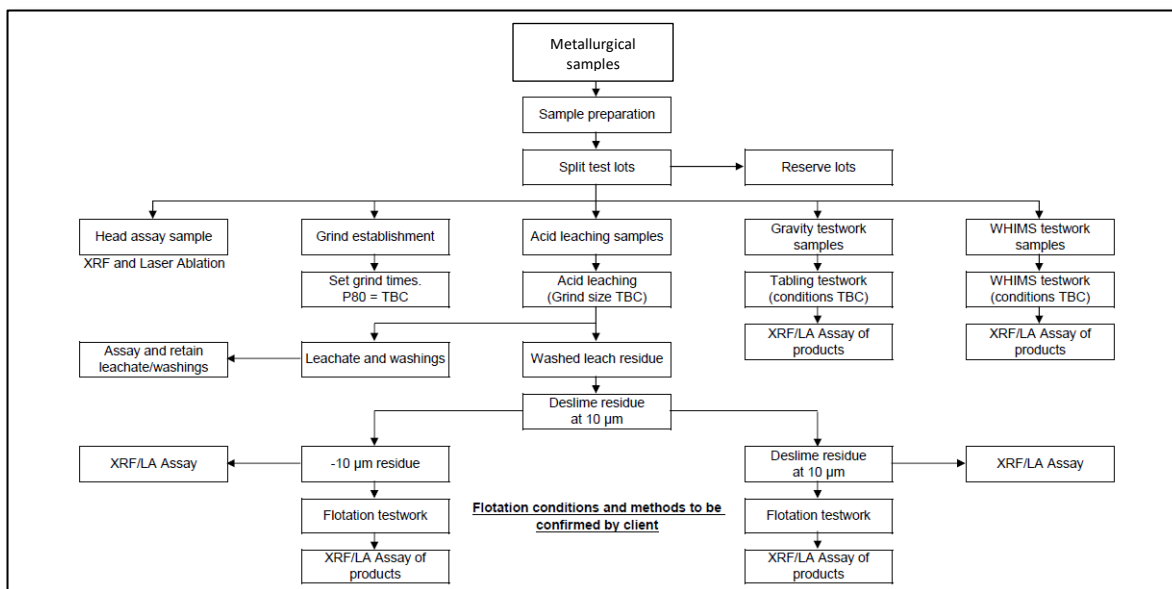 Metallurgical
samples
Sample preparation
Split test lots
Reserve lots
Head assay sample
XRF and Laser Ablation
Grind establishment
Acid leaching samples
Gravity testwork
samples
WHIMS testwork
samples
Set grind times.
P80 = TBC
Acid leaching
(Grind size TBC)
Tabling testwork
(conditions TBC)
WHIMS testwork
(conditions TBC)
XRF/LA Assay of
products
XRF/LA Assay of
products
Assay and retain
leachate/washings
Leachate and washings
Washed leach residue
Deslime residue
at 10 µm
XRF/LA Assay
-10 µm residue
Deslime residue
at 10 µm
XRF/LA Assay
Flotation testwork
Flotation conditions and methods to be
confirmed by client
Flotation testwork
XRF/LA Assay of
products
XRF/LA Assay of
products